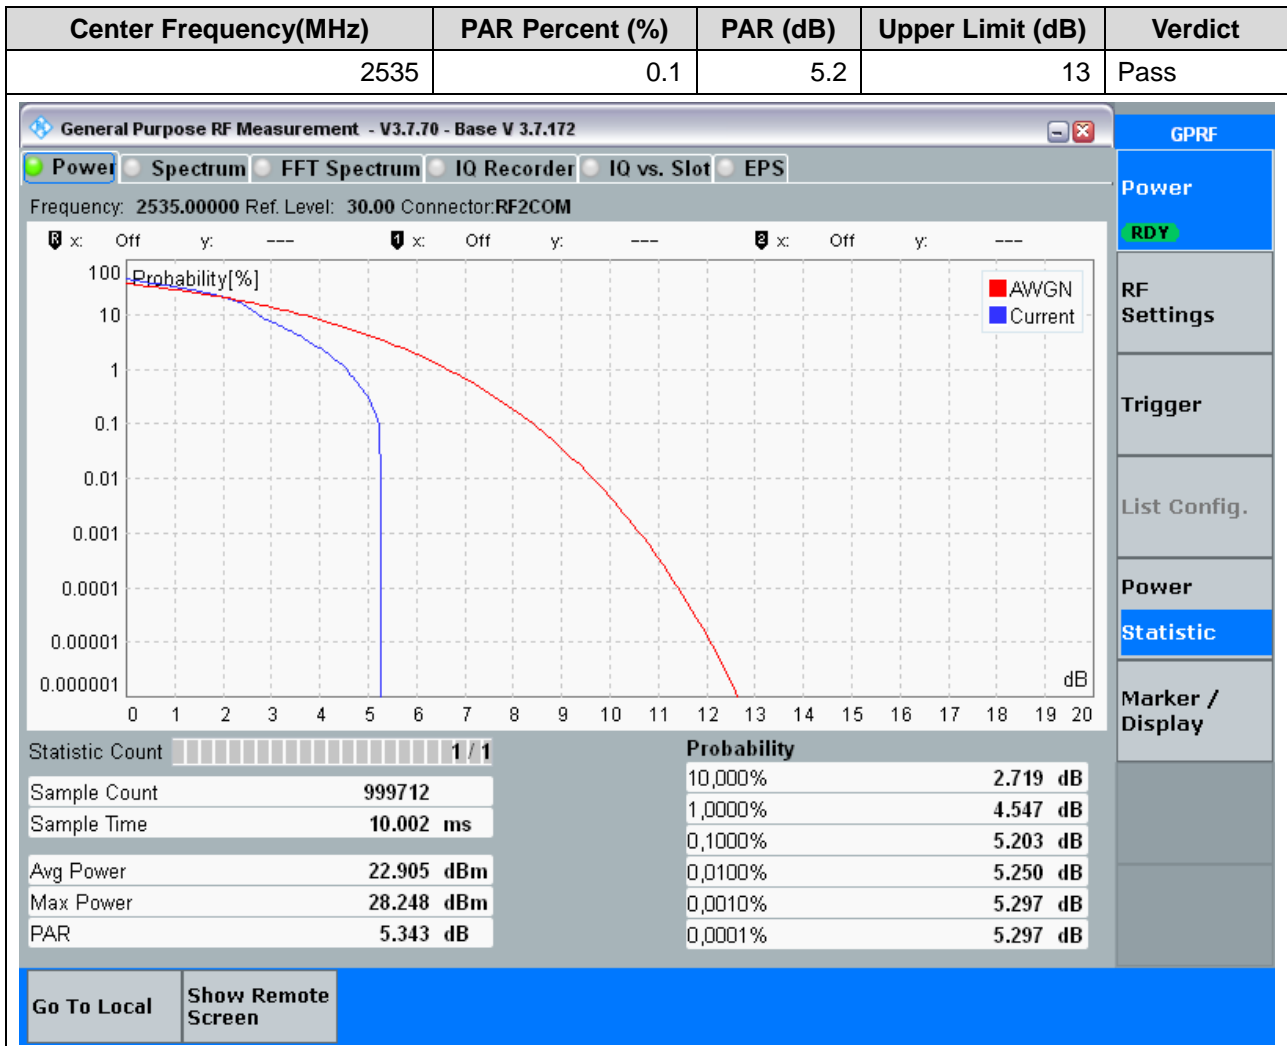 Center Frequency(MHz) PAR Percent (%) PAR (dB) Upper Limit (dB) Verdict
2535 0.1 5.2 13 Pass
General Purpose RF Measurement - V3.7.70 - Base V 3.7.172
GPRF
Power Spectrum FFT Spectrum IQ Recorder IQ vs. Slot EPS
Frequency: 2535.00000 Ref. Level: 30.00 Connector:RF2COM
R x: Off y: --- 1 x: Off y: --- 2 x: Off y: ---
Probability[%]
100
10
1
0.1
0.01
0.001
0.0001
0.00001
0.000001
AWGN
Current
dB
0 1 2 3 4 5 6 7 8 9 10 11 12 13 14 15 16 17 18 19 20
Statistic Count 1 / 1
Sample Count 999712
Sample Time 10.002 ms
Avg Power 22.905 dBm
Max Power 28.248 dBm
PAR 5.343 dB
Probability
10,000% 2.719 dB
1,0000% 4.547 dB
0,1000% 5.203 dB
0,0100% 5.250 dB
0,0010% 5.297 dB
0,0001% 5.297 dB
Power
RDY
RF
Settings
Trigger
List Config.
Power
Statistic
Marker /
Display
Go To Local
Show Remote
Screen